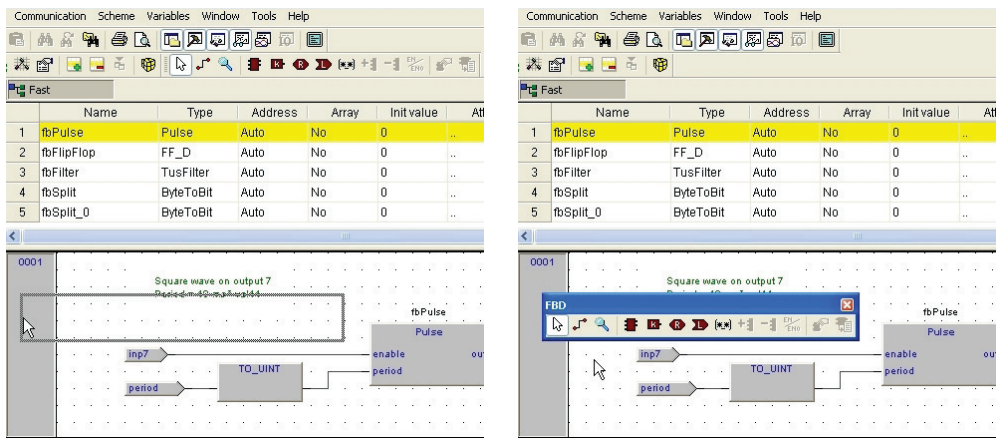 Communication Scheme Variables Window Tools Help
Fast
Name Type Address Array Init value
1 fbPulse Pulse Auto No 0 ..
2 fbFlipFlop FF_D Auto No 0 ..
3 fbFilter TusFilter Auto No 0 ..
4 fbSplit ByteToBit Auto No 0 ..
5 fbSplit_0 ByteToBit Auto No 0 ..
0001
Square wave on output 7
fbPulse
Pulse
inp7
enable
TO_UINT
period
period
Communication Scheme Variables Window Tools Help
Fast
Name Type Address Array Init value
1 fbPulse Pulse Auto No 0 ..
2 fbFlipFlop FF_D Auto No 0 ..
3 fbFilter TusFilter Auto No 0 ..
4 fbSplit ByteToBit Auto No 0 ..
5 fbSplit_0 ByteToBit Auto No 0 ..
0001
Square wave on output 7
FBD
fbPulse
Pulse
inp7
enable
TO_UINT
period
period